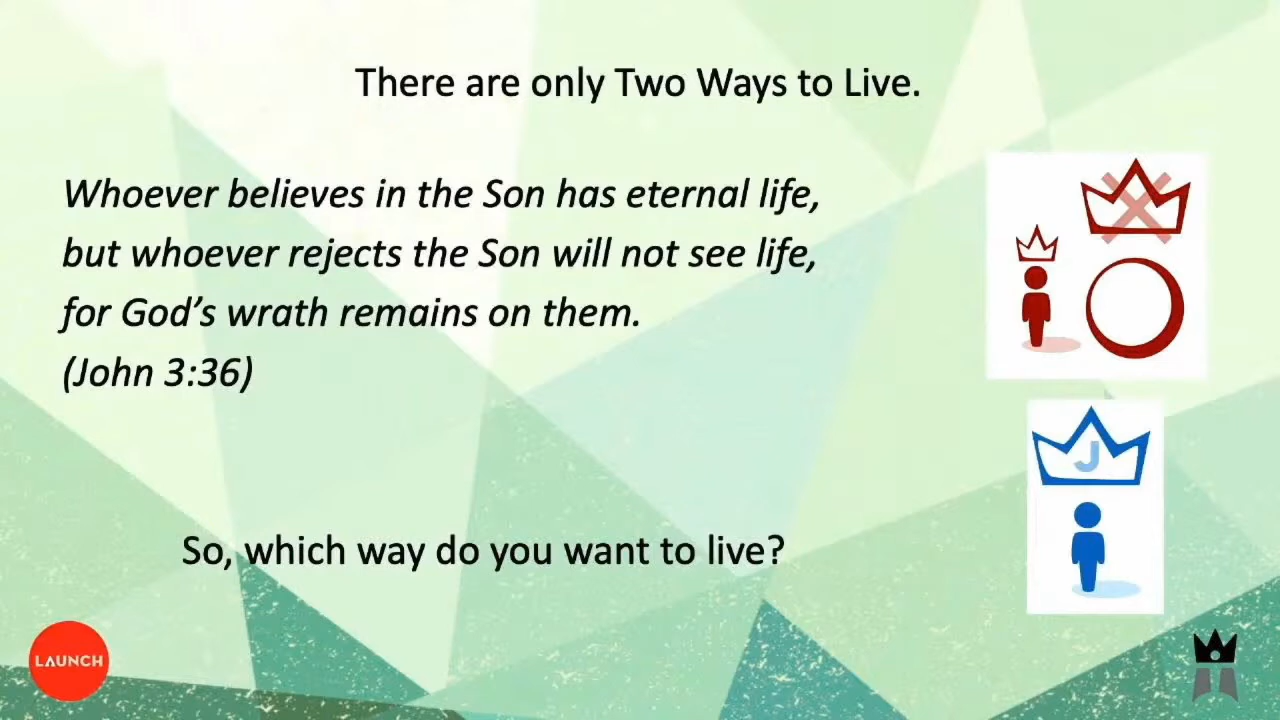 There are only Two Ways to Live.
Whoever believes in the Son has eternal life,
but whoever rejects the Son will not see life,
for God’s wrath remains on them.
(John 3:36)
J
So, which way do you want to live?
LAUNCH